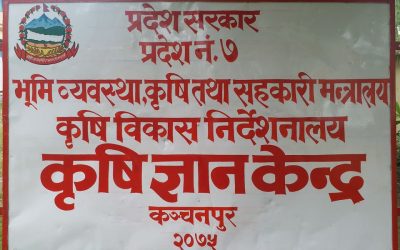 प्रदेश सरकार
प्रदेश नं. ७
भूमि व्यवस्था, कृषि तथा सहकारी मन्त्रालय
कृषि विकास निर्देशनालय
कृषि ज्ञान केन्द्र
कञ्चनपुर
२०७५